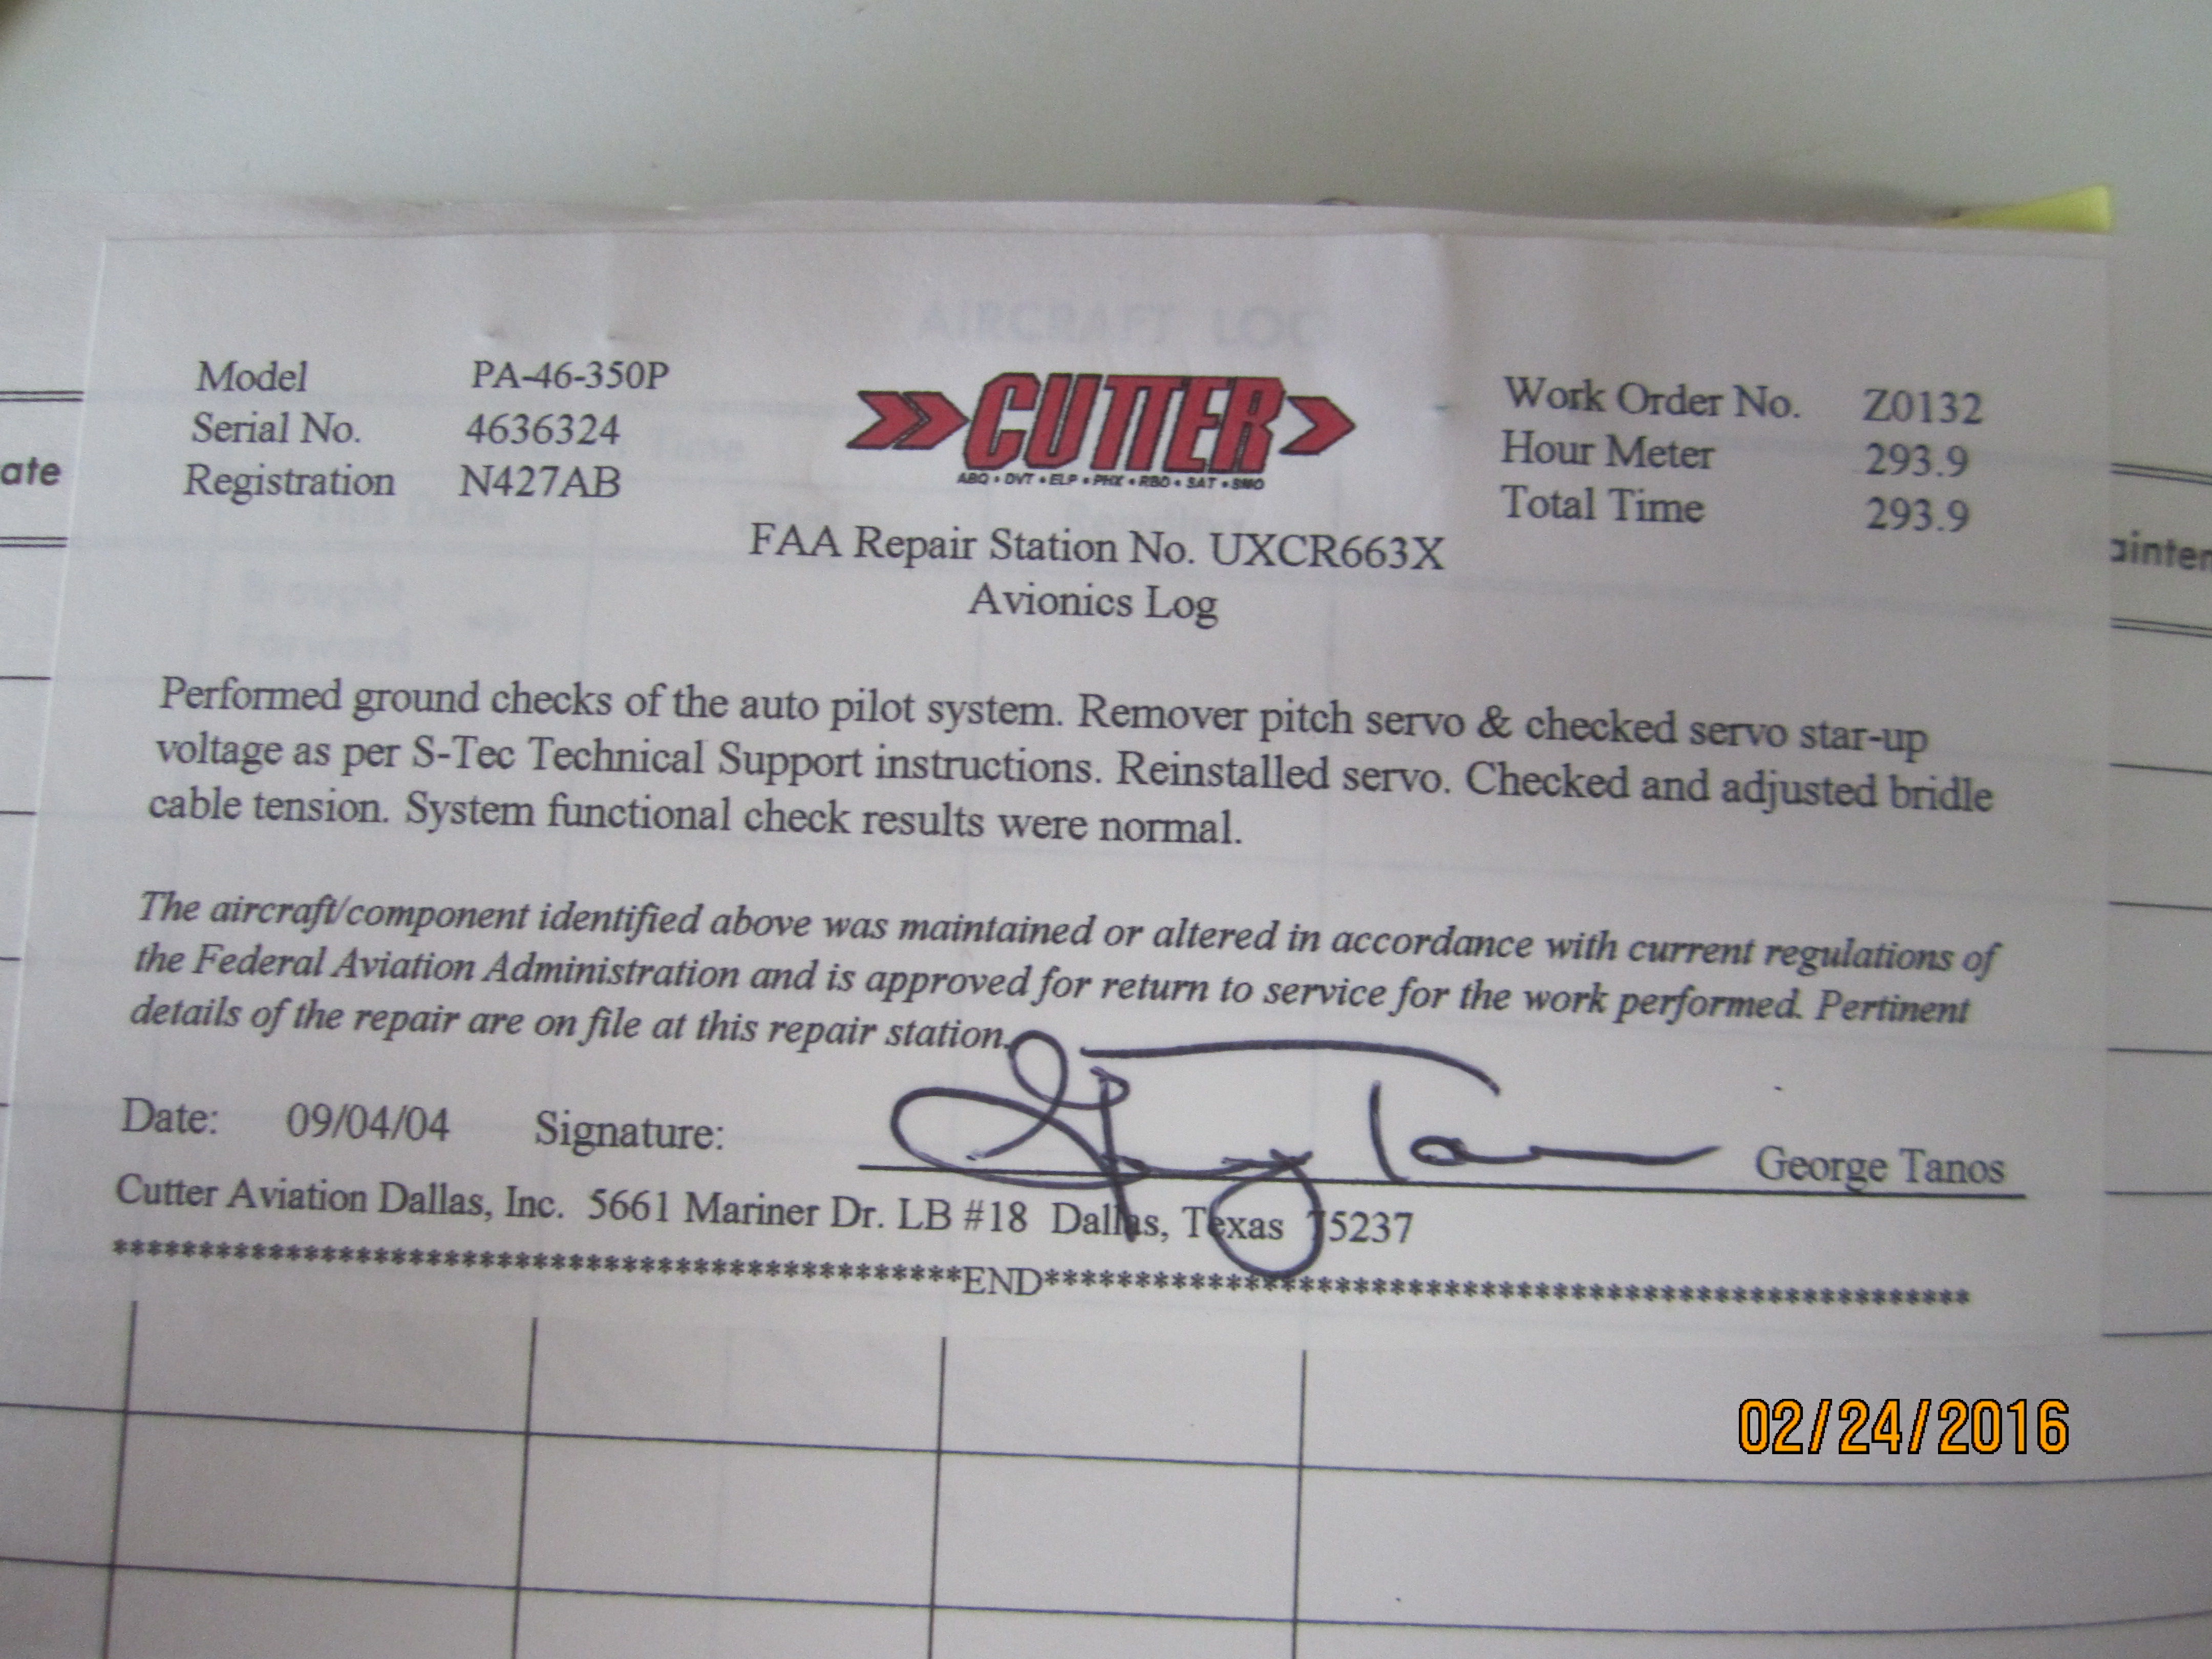 AIRCRAFT LOG
Model PA-46-350P
Serial No. 4636324
Registration N427AB
CUTTER
ABQ • DVT • ELP • PHX • RBD • SAT • SMO
Work Order No. Z0132
Hour Meter 293.9
Total Time 293.9
ate
ainten
FAA Repair Station No. UXCR663X
Avionics Log
Performed ground checks of the auto pilot system. Remover pitch servo & checked servo star-up
voltage as per S-Tec Technical Support instructions. Reinstalled servo. Checked and adjusted bridle
cable tension. System functional check results were normal.
The aircraft/component identified above was maintained or altered in accordance with current regulations of
the Federal Aviation Administration and is approved for return to service for the work performed. Pertinent
details of the repair are on file at this repair station.
Date: 09/04/04 Signature: George Tanos
Cutter Aviation Dallas, Inc. 5661 Mariner Dr. LB #18 Dallas, Texas 75237
END
02/24/2016